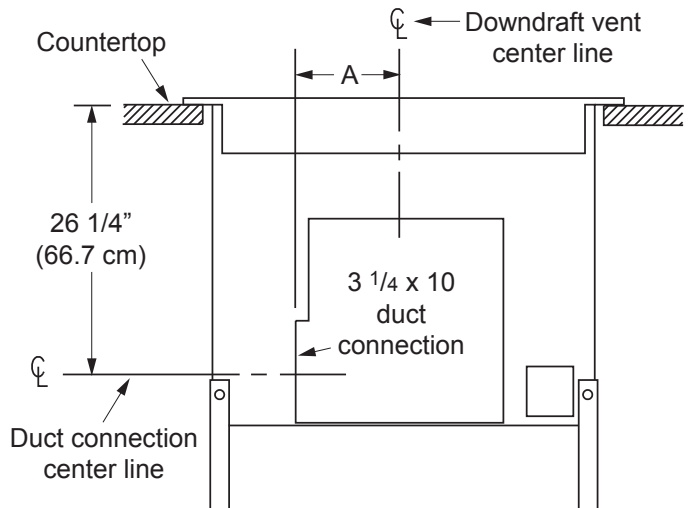 ℄ Downdraft vent
center line
Countertop
A
26 1/4”
(66.7 cm)
3 1/4 x 10
duct
connection
℄
Duct connection
center line